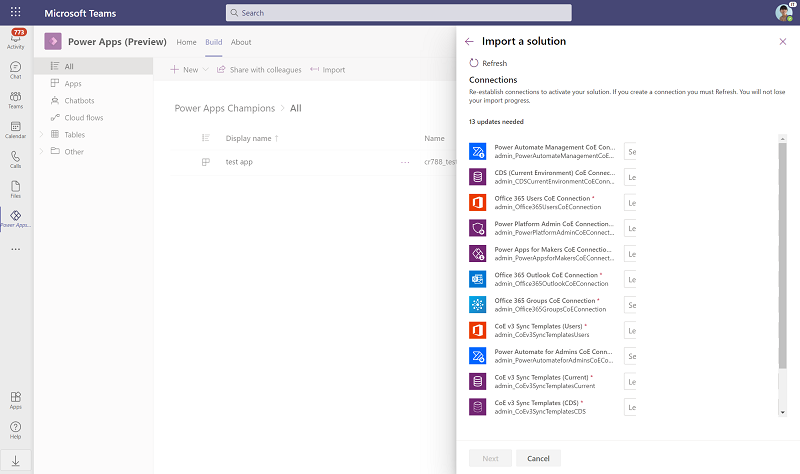 Microsoft Teams
Search
773
Activity
Chat
Teams
Calendar
Calls
Files
Power Apps...
Apps
Help
Power Apps (Preview)
Home
Build
About
All
Apps
Chatbots
Cloud flows
Tables
Other
New
Share with colleagues
Import
Power Apps Champions > All
Display name ↑
Name
test app
...
cr788_test
Import a solution
Refresh
Connections
Re-establish connections to activate your solution. If you create a connection you must Refresh. You will not lose
your import progress.
13 updates needed
Power Automate Management CoE Con...
admin_PowerAutomateManagementCoE...
Se
CDS (Current Environment) CoE Connec...
admin_CDSCurrentEnvironmentCoEConn...
Le
Office 365 Users CoE Connection *
admin_Office365UsersCoEConnection
Le
Power Platform Admin CoE Connection...
admin_PowerPlatformAdminCoEConnect...
Le
Power Apps for Makers CoE Connectio...
admin_PowerAppsforMakersCoEConnect...
Le
Office 365 Outlook CoE Connection *
admin_Office365OutlookCoEConnection
Le
Office 365 Groups CoE Connection *
admin_Office365GroupsCoEConnection
Se
CoE v3 Sync Templates (Users) *
admin_CoEv3SyncTemplatesUsers
Le
Power Automate for Admins CoE Conn...
admin_PowerAutomateforAdminsCoECo...
Se
CoE v3 Sync Templates (Current) *
admin_CoEv3SyncTemplatesCurrent
Le
CoE v3 Sync Templates (CDS) *
admin_CoEv3SyncTemplatesCDS
Le
Next
Cancel